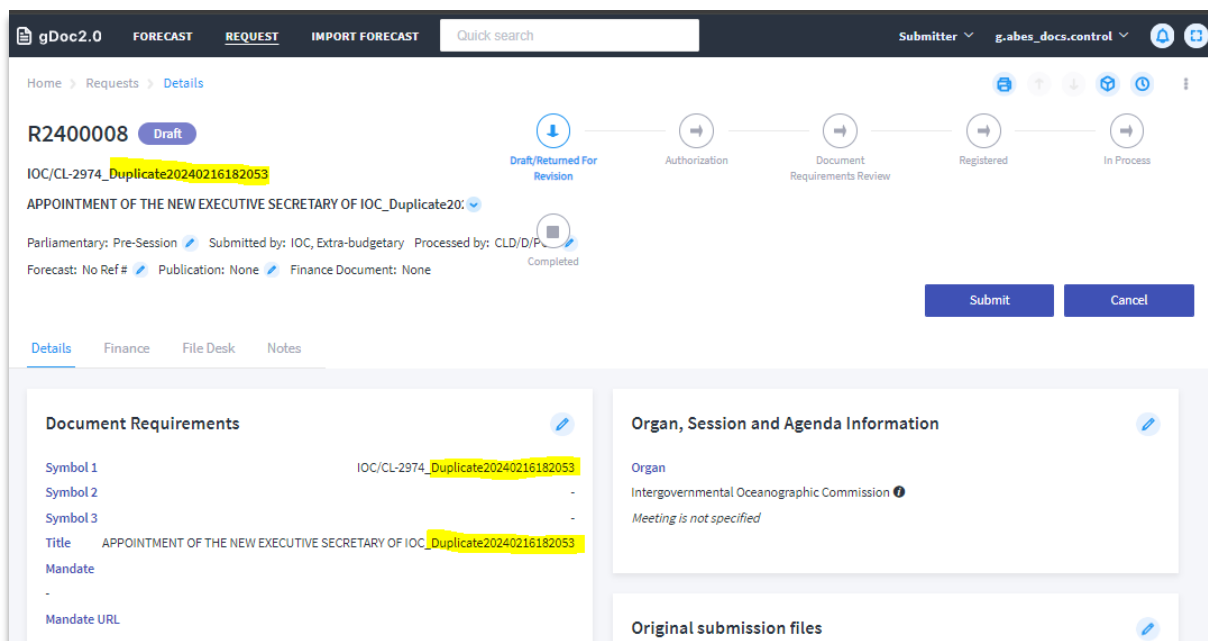 gDoc2.0 FORECAST REQUEST IMPORT FORECAST Quick search Submitter g.abes_docs.control
Home > Requests > Details
R2400008 Draft
IOC/CL-2974_Duplicate20240216182053
APPOINTMENT OF THE NEW EXECUTIVE SECRETARY OF IOC_Duplicate20
Parliamentary: Pre-Session Submitted by: IOC, Extra-budgetary Processed by: CLD/D/
Forecast: No Ref # Publication: None Finance Document: None
Draft/Returned For
Revision
Authorization
Document
Requirements Review
Registered
In Process
Completed
Submit Cancel
Details Finance File Desk Notes
Document Requirements
Symbol 1 IOC/CL-2974_Duplicate20240216182053
Symbol 2 -
Symbol 3 -
Title APPOINTMENT OF THE NEW EXECUTIVE SECRETARY OF IOC_Duplicate20240216182053
Mandate
-
Mandate URL
Organ, Session and Agenda Information
Organ
Intergovernmental Oceanographic Commission
Meeting is not specified
Original submission files